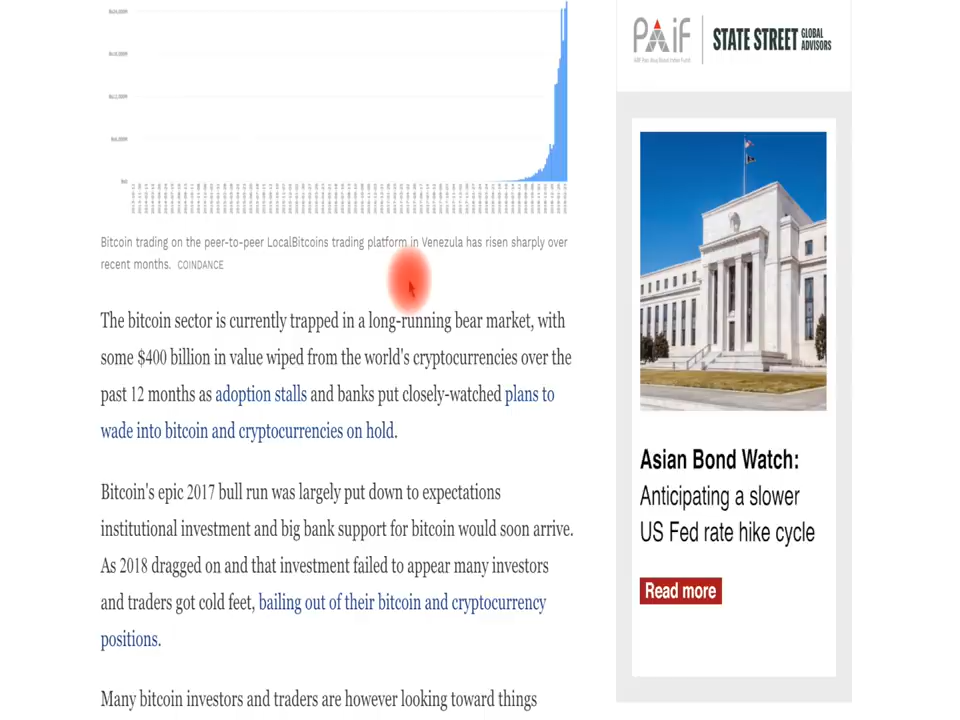 PAiF
STATE STREET GLOBAL ADVISORS
Bitcoin trading on the peer-to-peer LocalBitcoins trading platform in Venezula has risen sharply over
recent months. COINDANCE
The bitcoin sector is currently trapped in a long-running bear market, with
some $400 billion in value wiped from the world's cryptocurrencies over the
past 12 months as adoption stalls and banks put closely-watched plans to
wade into bitcoin and cryptocurrencies on hold.
Bitcoin's epic 2017 bull run was largely put down to expectations
institutional investment and big bank support for bitcoin would soon arrive.
As 2018 dragged on and that investment failed to appear many investors
and traders got cold feet, bailing out of their bitcoin and cryptocurrency
positions.
Many bitcoin investors and traders are however looking toward things
Asian Bond Watch:
Anticipating a slower
US Fed rate hike cycle
Read more